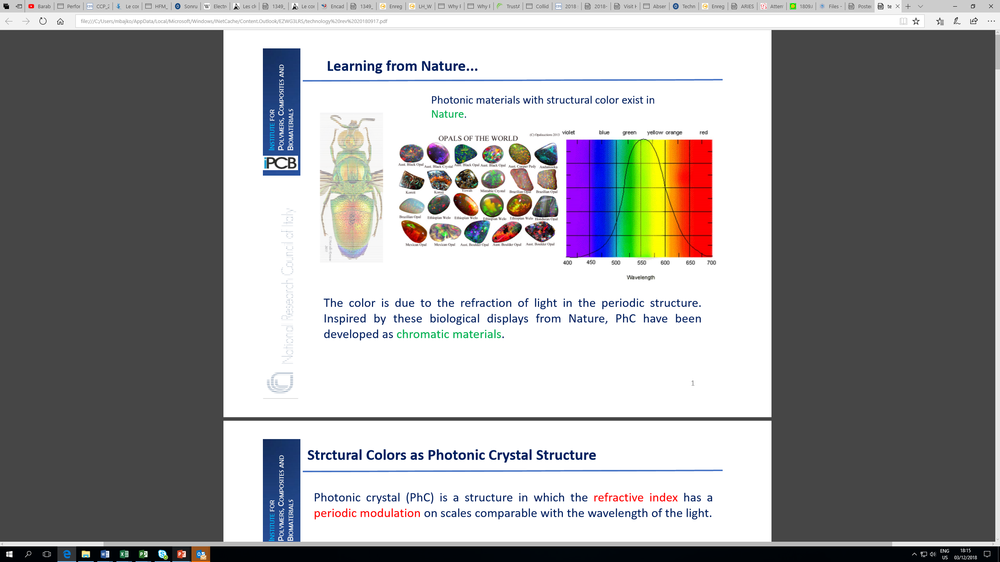 Barab
Perfor
CCP_2
Le cor
HFM_
Sonru
Electr
Les cl
1349_
Le cor
Encad
1349_
Enreg
LH_W
Why F
Why F
TrustA
Collid
2018
2018-
Visit H
Abser
Techn
Enreg
ARIES
Atten
1809.0
Files -
Poster
te
file:///C:/Users/mbajko/AppData/Local/Microsoft/Windows/INetCache/Content.Outlook/EZWG3LRS/technology%20rev%2020180917.pdf
INSTITUTE FOR
POLYMERS, COMPOSITES AND
BIOMATERIALS
iPCB
Learning from Nature...
Photonic materials with structural color exist in
Nature.
OPALS OF THE WORLD
(C) Opalauctions 2013
Aust. Black Opal Aust. Black Crystal Aust. Black Opal Aust. Black Opal Aust. Cooper Pedy Andamooka
Koroit Koroit Yowah Mintabie Crystal Brazilian Opal Brazilian Opal
Brazilian Opal Ethiopian Welo Ethiopian Welo Ethiopian Welo Ethiopian Welo Honduran Opal
Mexican Opal Mexican Opal Aust. Boulder Opal Aust. Boulder Opal Aust. Boulder Opal
violet blue green yellow orange red
400 450 500 550 600 650 700
Wavelength
The color is due to the refraction of light in the periodic structure.
Inspired by these biological displays from Nature, PhC have been
developed as chromatic materials.
1
INSTITUTE FOR
POLYMERS, COMPOSITES AND
BIOMATERIALS
Strctural Colors as Photonic Crystal Structure
Photonic crystal (PhC) is a structure in which the refractive index has a
periodic modulation on scales comparable with the wavelength of the light.
ENG
US
18:15
03/12/2018